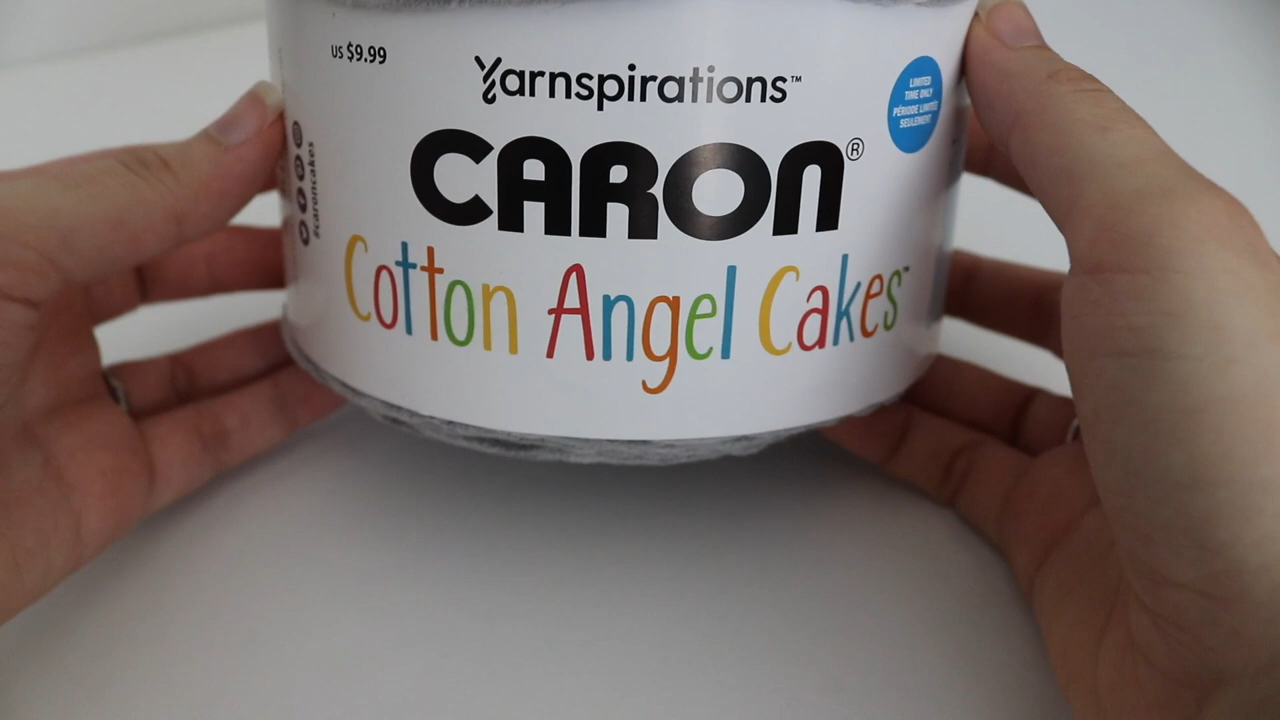 US $9.99
Yarnspirations™
LIMITED
TIME ONLY
PÉRIODE LIMITÉE
SEULEMENT
CARON®
#caroncakes
Cotton Angel Cakes™